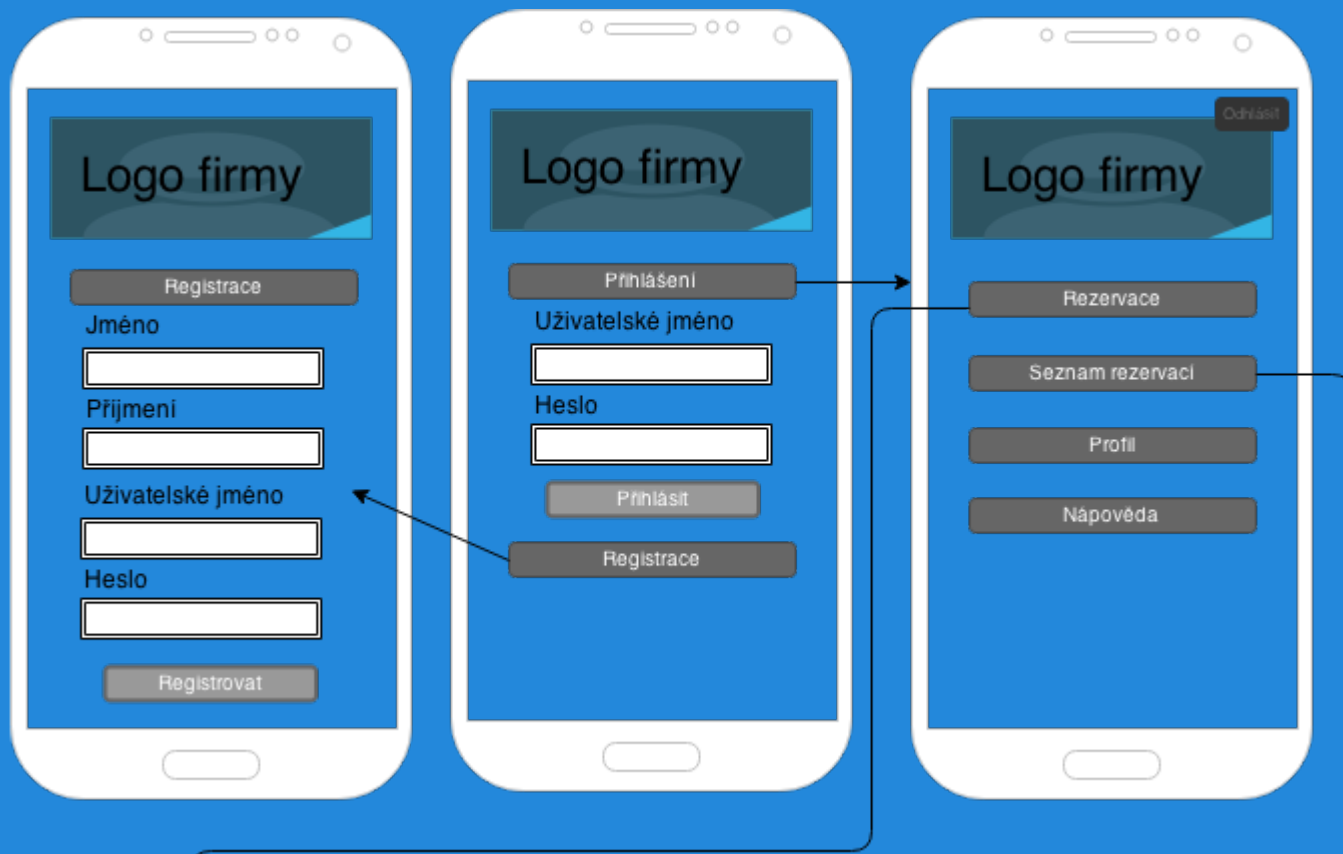 Logo firmy
Registrace
Jméno
Příjmení
Uživatelské jméno
Heslo
Registrovat
Logo firmy
Přihlášení
Uživatelské jméno
Heslo
Přihlásit
Registrace
Odhlásit
Logo firmy
Rezervace
Seznam rezervací
Profil
Nápověda